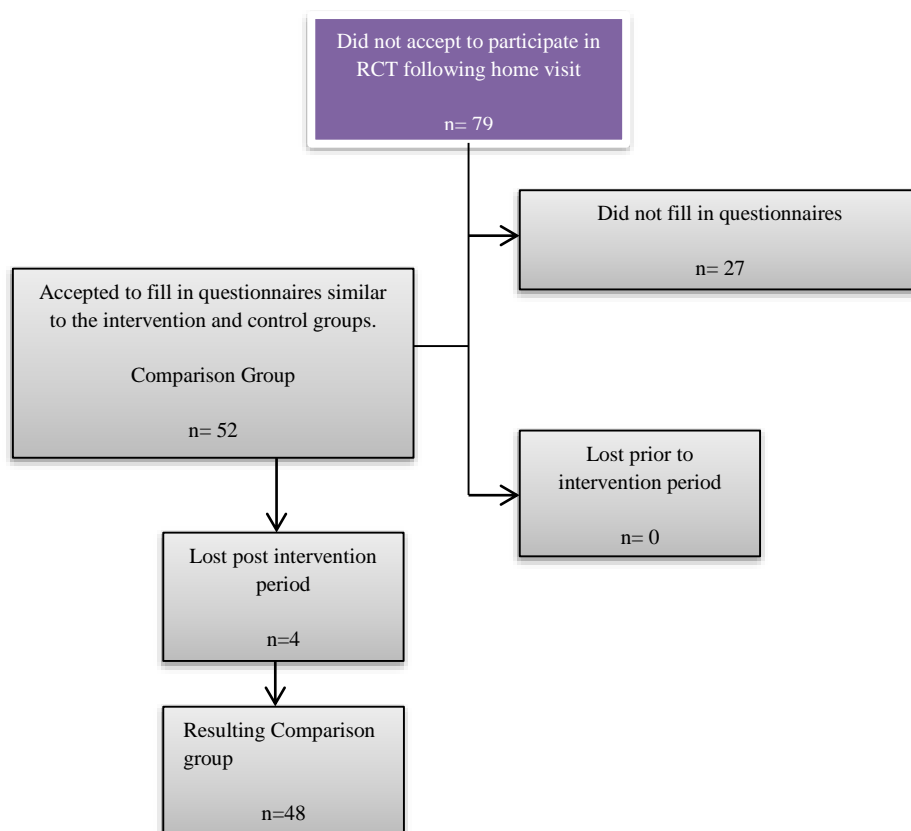 Did not accept to participate in
RCT following home visit
n= 79
Did not fill in questionnaires
n= 27
Accepted to fill in questionnaires similar
to the intervention and control groups.
Comparison Group
n= 52
Lost prior to
intervention period
n= 0
Lost post intervention
period
n=4
Resulting Comparison
group
n=48